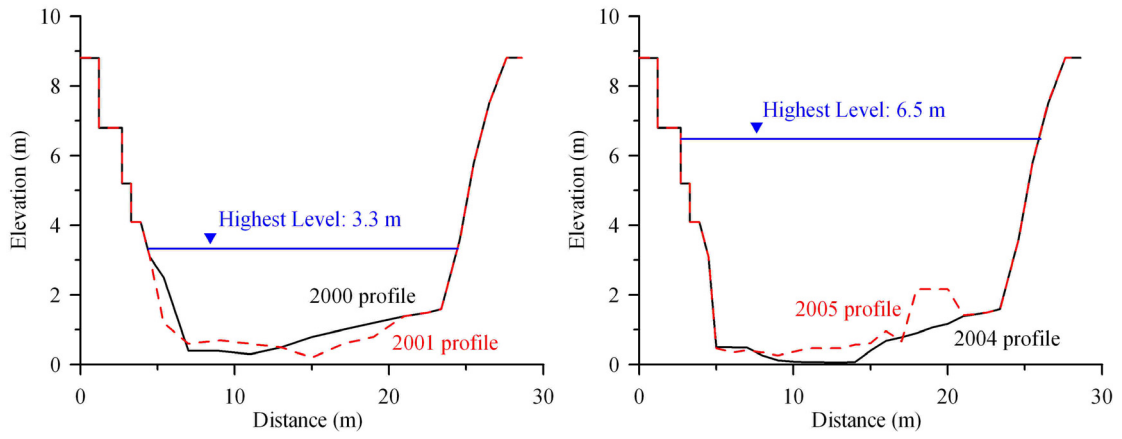 10
8
6
4
2
0
Elevation (m)
Highest Level: 3.3 m
2000 profile
2001 profile
0 10 20 30
Distance (m)
10
8
6
4
2
0
Elevation (m)
Highest Level: 6.5 m
2005 profile
2004 profile
0 10 20 30
Distance (m)